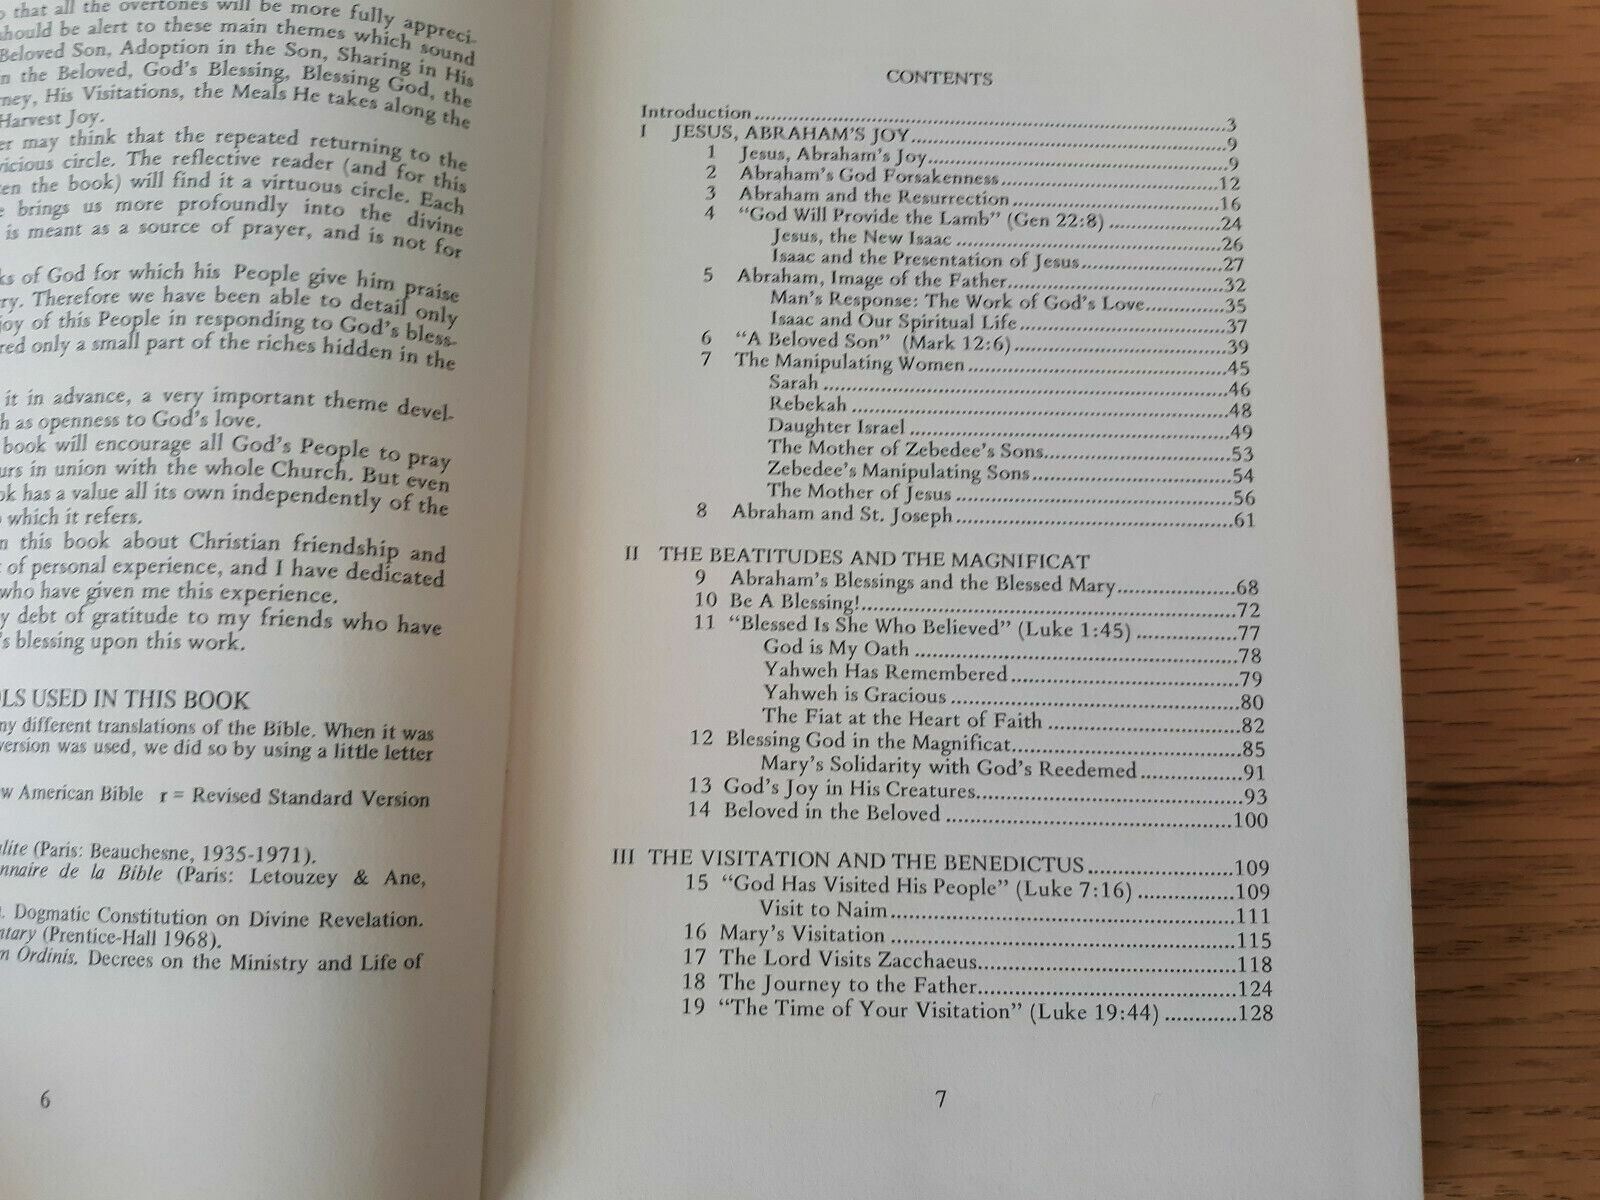 that all the overtones will be more fully appreci-
should be alert to these main themes which sound
Beloved Son, Adoption in the Son, Sharing in His
n the Beloved, God's Blessing, Blessing God, the
rney, His Visitations, the Meals He takes along the
Harvest Joy.
er may think that the repeated returning to the
vicious circle. The reflective reader (and for this
ten the book) will find it a virtuous circle. Each
e brings us more profoundly into the divine
is meant as a source of prayer, and is not for
ks of God for which his People give him praise
ry. Therefore we have been able to detail only
joy of this People in responding to God's bless-
red only a small part of the riches hidden in the
it in advance, a very important theme devel-
h as openness to God's love.
book will encourage all God's People to pray
urs in union with the whole Church. But even
ok has a value all its own independently of the
which it refers.
n this book about Christian friendship and
of personal experience, and I have dedicated
who have given me this experience.
y debt of gratitude to my friends who have
's blessing upon this work.
OLS USED IN THIS BOOK
ny different translations of the Bible. When it was
version was used, we did so by using a little letter
w American Bible r = Revised Standard Version
alite (Paris: Beauchesne, 1935-1971).
nnaire de la Bible (Paris: Letouzey & Ane,
. Dogmatic Constitution on Divine Revelation.
ntary (Prentice-Hall 1968).
m Ordinis. Decrees on the Ministry and Life of
6
CONTENTS
Introduction ... 3
I JESUS, ABRAHAM'S JOY ... 9
1 Jesus, Abraham's Joy ... 9
2 Abraham's God Forsakenness ... 12
3 Abraham and the Resurrection ... 16
4 "God Will Provide the Lamb" (Gen 22:8) ... 24
Jesus, the New Isaac ... 26
Isaac and the Presentation of Jesus ... 27
5 Abraham, Image of the Father ... 32
Man's Response: The Work of God's Love ... 35
Isaac and Our Spiritual Life ... 37
6 "A Beloved Son" (Mark 12:6) ... 39
7 The Manipulating Women ... 45
Sarah ... 46
Rebekah ... 48
Daughter Israel ... 49
The Mother of Zebedee's Sons ... 53
Zebedee's Manipulating Sons ... 54
The Mother of Jesus ... 56
8 Abraham and St. Joseph ... 61
II THE BEATITUDES AND THE MAGNIFICAT
9 Abraham's Blessings and the Blessed Mary ... 68
10 Be A Blessing! ... 72
11 "Blessed Is She Who Believed" (Luke 1:45) ... 77
God is My Oath ... 78
Yahweh Has Remembered ... 79
Yahweh is Gracious ... 80
The Fiat at the Heart of Faith ... 82
12 Blessing God in the Magnificat ... 85
Mary's Solidarity with God's Reedemed ... 91
13 God's Joy in His Creatures ... 93
14 Beloved in the Beloved ... 100
III THE VISITATION AND THE BENEDICTUS ... 109
15 "God Has Visited His People" (Luke 7:16) ... 109
Visit to Naim ... 111
16 Mary's Visitation ... 115
17 The Lord Visits Zacchaeus ... 118
18 The Journey to the Father ... 124
19 "The Time of Your Visitation" (Luke 19:44) ... 128
7